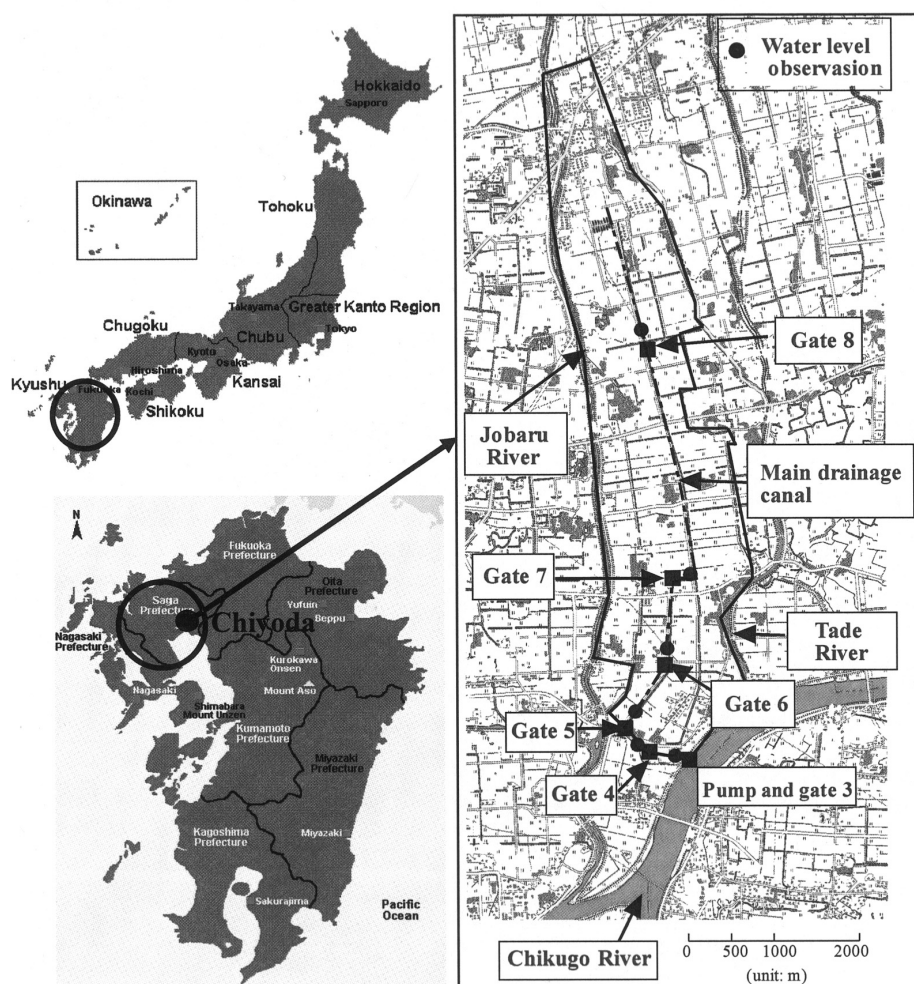 Hokkaido
Sapporo
Okinawa
Tohoku
Takayama
Greater Kanto Region
Chugoku
Chubu
Tokyo
Kyoto
Osaka
Hiroshima
Kansai
Kyushu
Fukuoka
Kochi
Shikoku
N
Fukuoka
Prefecture
Oita
Prefecture
Saga
Prefecture
Yufuin
Beppu
Chiyoda
Nagasaki
Prefecture
Kurokawa
Onsen
Nagasaki
Mount Aso
Shimabara
Mount Unzen
Kumamoto
Prefecture
Miyazaki
Prefecture
Kagoshima
Prefecture
Miyazaki
Sakurajima
Pacific
Ocean
Water level
observasion
Gate 8
Jobaru
River
Main drainage
canal
Gate 7
Tade
River
Gate 6
Gate 5
Gate 4
Pump and gate 3
Chikugo River
0 500 1000 2000
(unit: m)